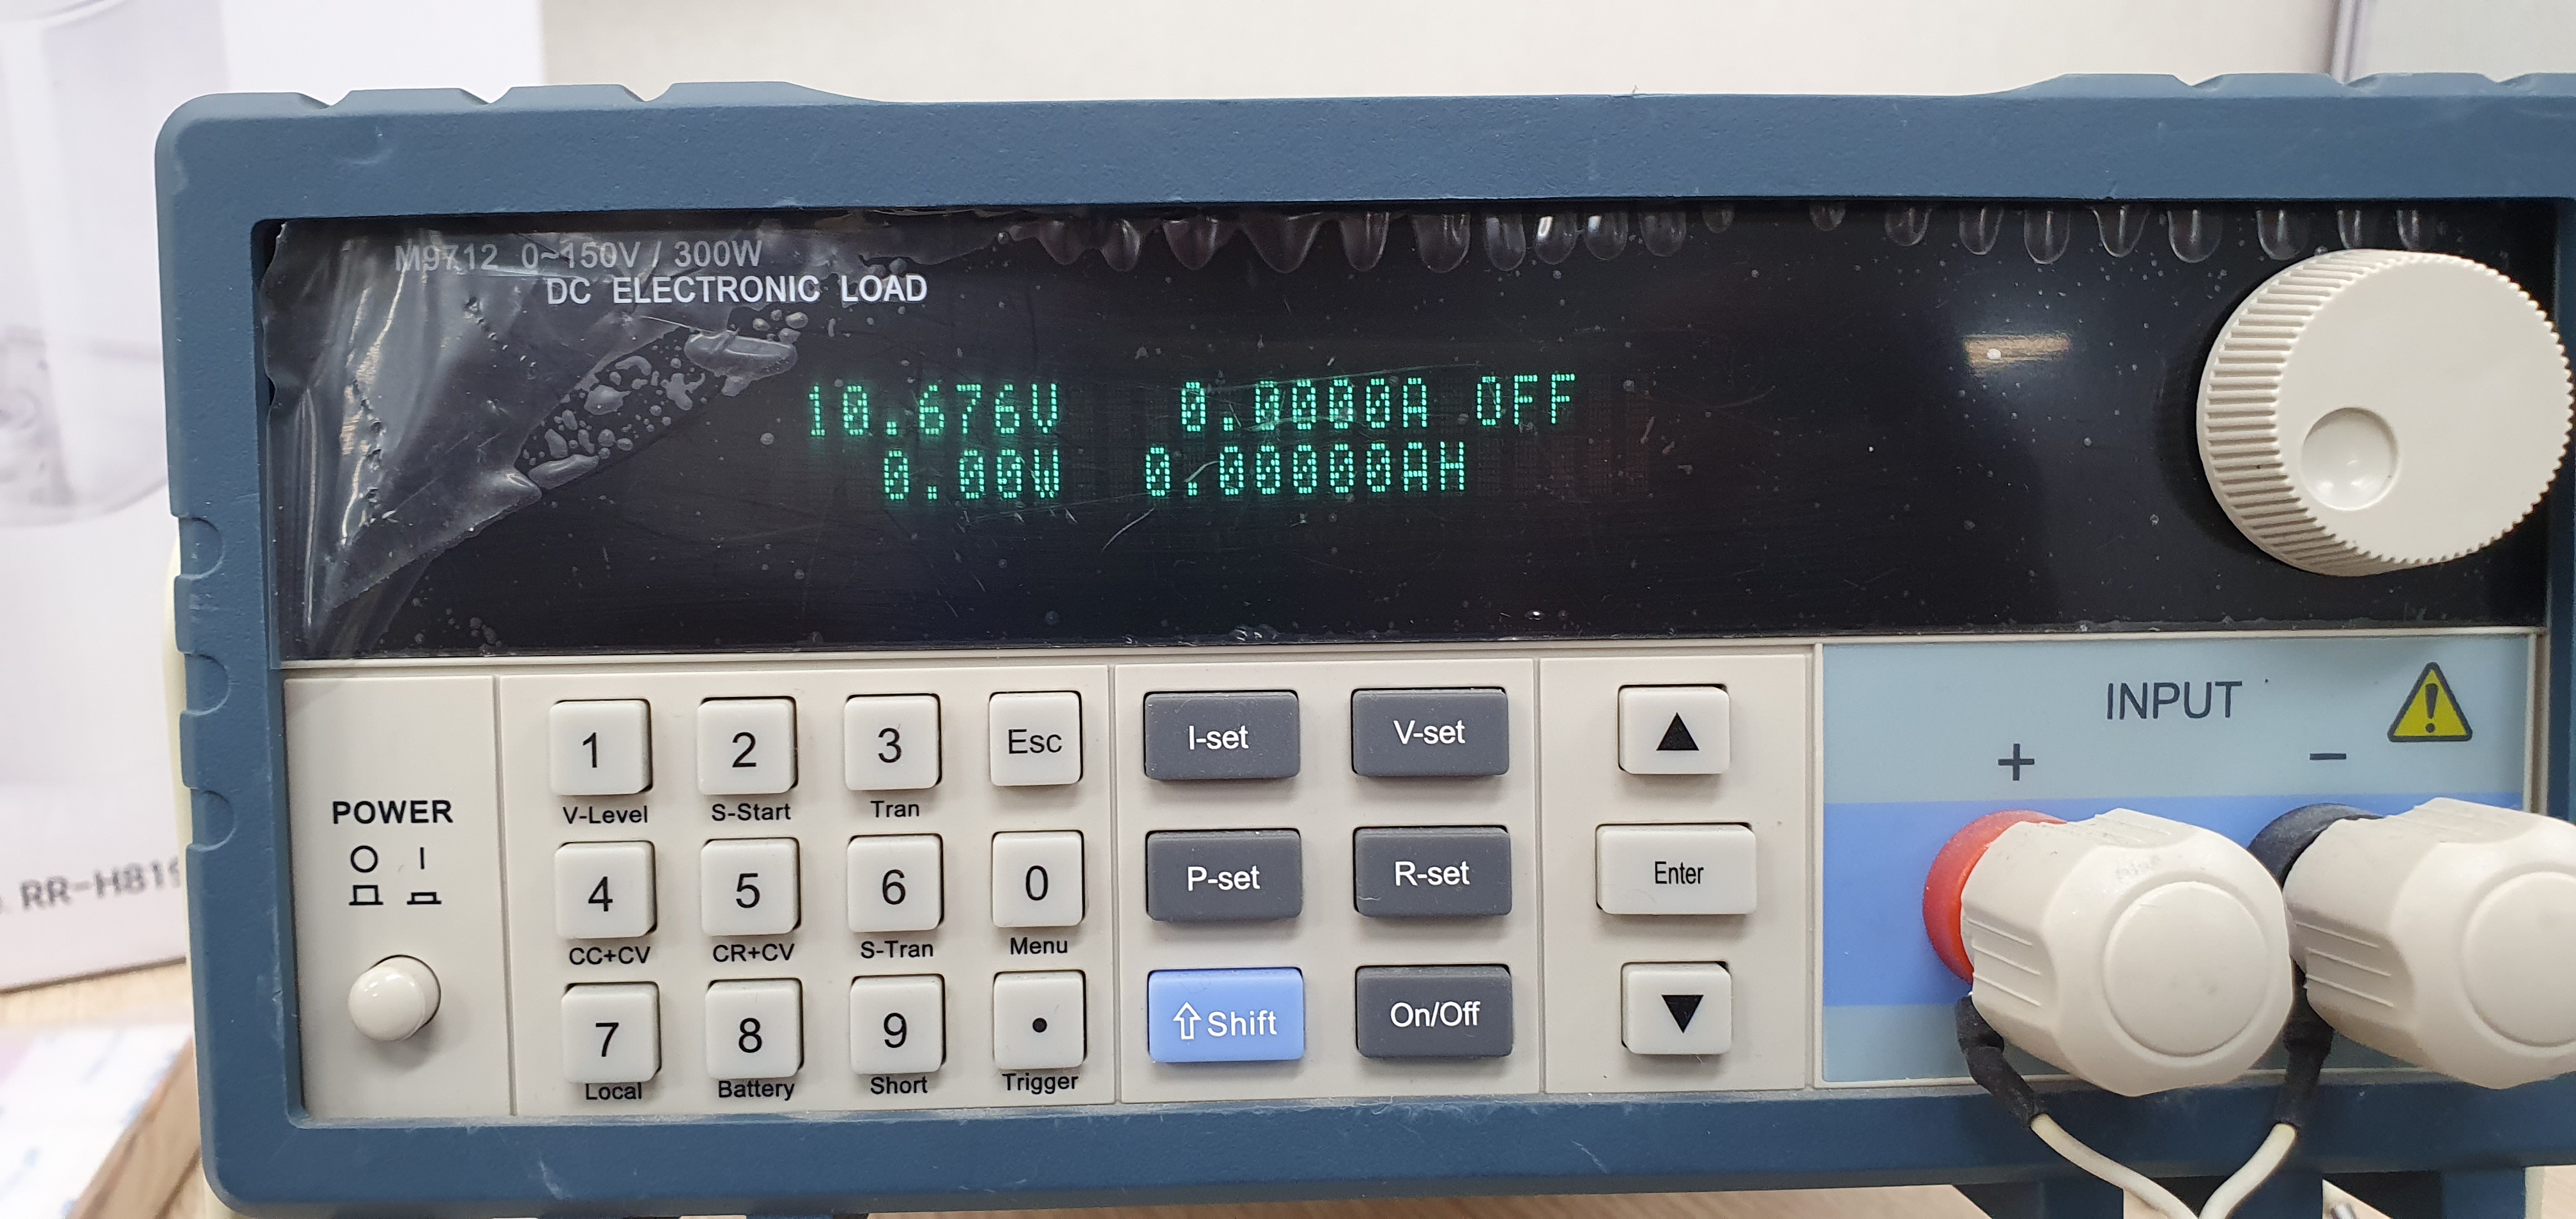 M9712 0~150V / 300W
DC ELECTRONIC LOAD
10.676V 0.0000A OFF
0.00W 0.00000AH
POWER
1 2 3 Esc
V-Level S-Start Tran
4 5 6 0
CC+CV CR+CV S-Tran Menu
7 8 9 •
Local Battery Short Trigger
I-set V-set
P-set R-set
⇧ Shift On/Off
▲
Enter
▼
INPUT
+ −
RR-H81